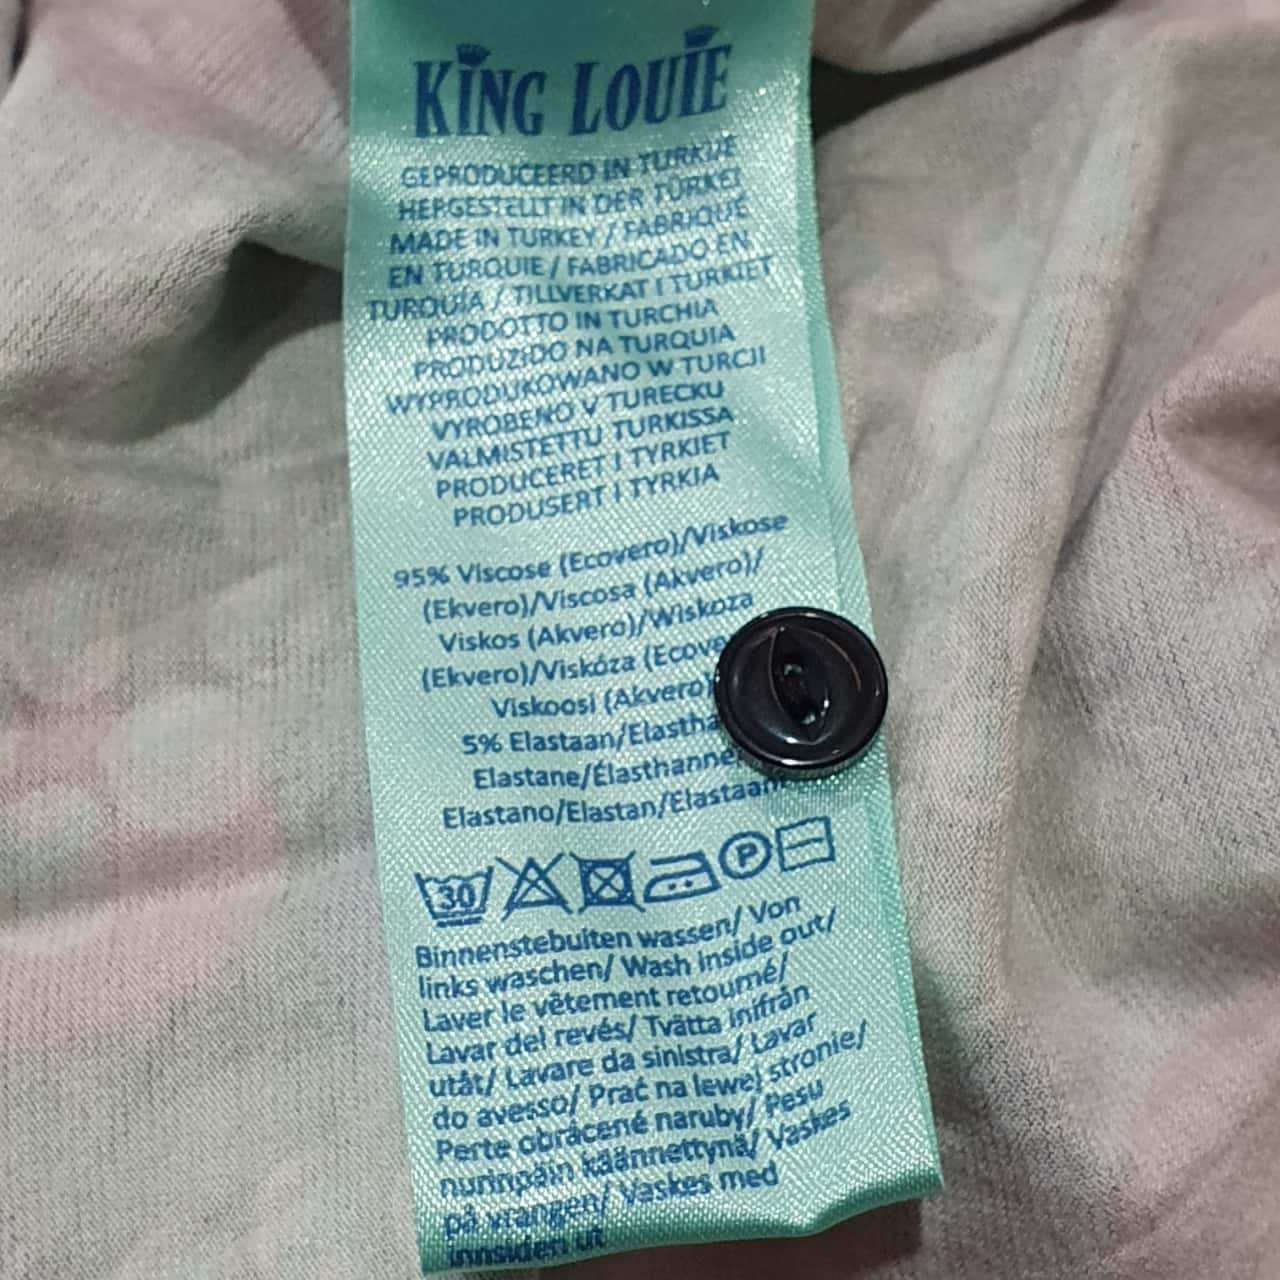 KING LOUIE
GEPRODUCEERD IN TURKIJE
HERGESTELLT IN DER TÜRKEI
MADE IN TURKEY / FABRIQUÉ
EN TURQUIE / FABRICADO EN
TURQUÍA / TILLVERKAT I TURKIET
PRODOTTO IN TURCHIA
PRODUZIDO NA TURQUIA
WYPRODUKOWANO W TURCJI
VYROBENO V TURECKU
VALMISTETTU TURKISSA
PRODUCERET I TYRKIET
PRODUSERT I TYRKIA
95% Viscose (Ecovero)/Viskose
(Ekvero)/Viscosa (Akvero)/
Viskos (Akvero)/Wiskoza
(Ekvero)/Viskóza (Ecove
Viskoosi (Akvero)
5% Elastaan/Elastha
Elastane/Élasthanne
Elastano/Elastan/Elastaani
30 P
Binnenstebuiten wassen/ Von
links waschen/ Wash inside out/
Laver le vêtement retourné/
Lavar del revés/ Tvätta inifrån
utåt/ Lavare da sinistra/ Lavar
do avesso/ Prać na lewej stronie/
Perte obrácené naruby/ Pesu
nurinpäin käännettynä/ Vaskes
på vrangen/ Vaskes med
innsiden ut